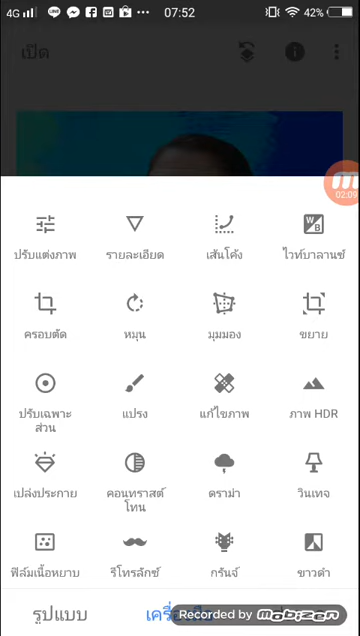 4G 07:52 42%
เปิด
02:09
ปรับแต่งภาพ รายละเอียด เส้นโค้ง ไวท์บาลานซ์
ครอบตัด หมุน มุมมอง ขยาย
ปรับเฉพาะ
ส่วน แปรง แก้ไขภาพ ภาพ HDR
เปล่งประกาย คอนทราสต์
โทน ดราม่า วินเทจ
ฟิล์มเนื้อหยาบ รีโทรลักซ์ กรันจ์ ขาวดำ
รูปแบบ
Recorded by mobizen